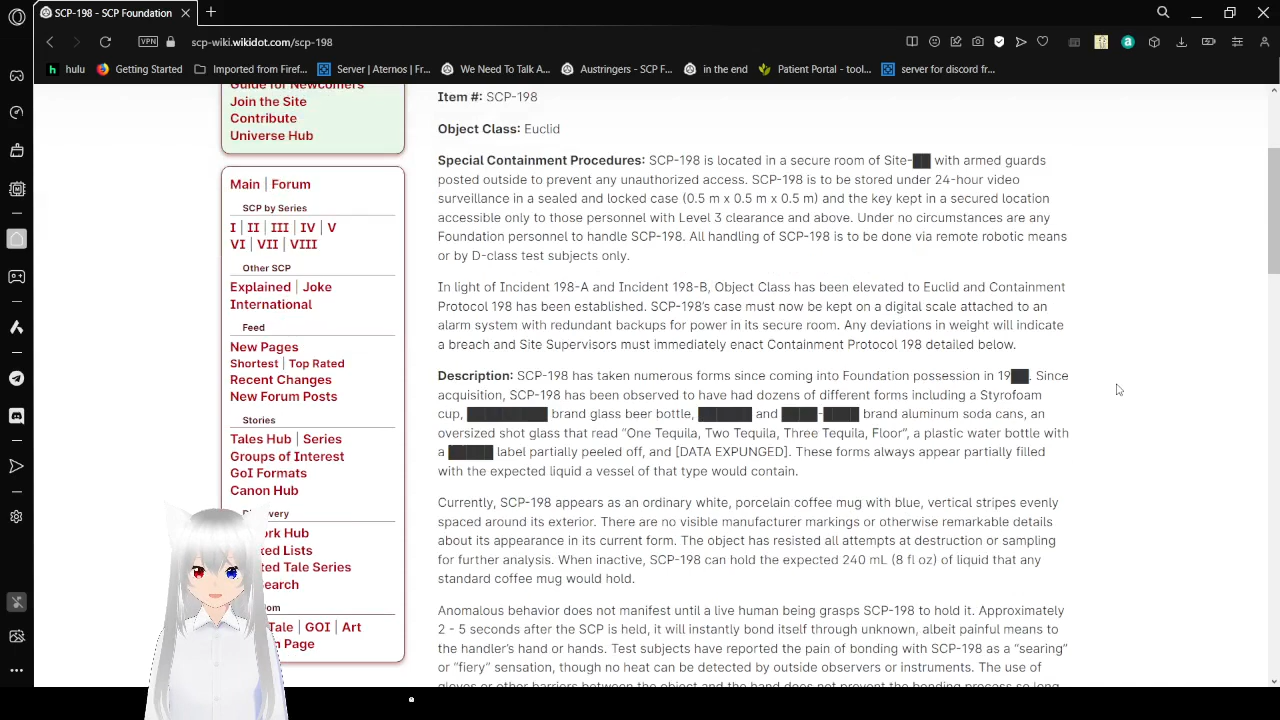 SCP-198 - SCP Foundation
VPN
scp-wiki.wikidot.com/scp-198
hulu
Getting Started
Imported from Firef...
Server | Aternos | Fr...
We Need To Talk A...
Austringers - SCP F...
in the end
Patient Portal - tool...
server for discord fr...
Guide for Newcomers
Join the Site
Contribute
Universe Hub
Main | Forum
SCP by Series
I | II | III | IV | V
VI | VII | VIII
Other SCP
Explained | Joke
International
Feed
New Pages
Shortest | Top Rated
Recent Changes
New Forum Posts
Stories
Tales Hub | Series
Groups of Interest
GoI Formats
Canon Hub
Hub
Lists
Tale Series
Tale | GOI | Art
Page
Item #: SCP-198
Object Class: Euclid
Special Containment Procedures: SCP-198 is located in a secure room of Site-██ with armed guards
posted outside to prevent any unauthorized access. SCP-198 is to be stored under 24-hour video
surveillance in a sealed and locked case (0.5 m x 0.5 m x 0.5 m) and the key kept in a secured location
accessible only to those personnel with Level 3 clearance and above. Under no circumstances are any
Foundation personnel to handle SCP-198. All handling of SCP-198 is to be done via remote robotic means
or by D-class test subjects only.
In light of Incident 198-A and Incident 198-B, Object Class has been elevated to Euclid and Containment
Protocol 198 has been established. SCP-198's case must now be kept on a digital scale attached to an
alarm system with redundant backups for power in its secure room. Any deviations in weight will indicate
a breach and Site Supervisors must immediately enact Containment Protocol 198 detailed below.
Description: SCP-198 has taken numerous forms since coming into Foundation possession in 19██. Since
acquisition, SCP-198 has been observed to have had dozens of different forms including a Styrofoam
cup, █████████ brand glass beer bottle, ██████ and ████-████ brand aluminum soda cans, an
oversized shot glass that read "One Tequila, Two Tequila, Three Tequila, Floor", a plastic water bottle with
a █████ label partially peeled off, and [DATA EXPUNGED]. These forms always appear partially filled
with the expected liquid a vessel of that type would contain.
Currently, SCP-198 appears as an ordinary white, porcelain coffee mug with blue, vertical stripes evenly
spaced around its exterior. There are no visible manufacturer markings or otherwise remarkable details
about its appearance in its current form. The object has resisted all attempts at destruction or sampling
for further analysis. When inactive, SCP-198 can hold the expected 240 mL (8 fl oz) of liquid that any
standard coffee mug would hold.
Anomalous behavior does not manifest until a live human being grasps SCP-198 to hold it. Approximately
2 - 5 seconds after the SCP is held, it will instantly bond itself through unknown, albeit painful means to
the handler's hand or hands. Test subjects have reported the pain of bonding with SCP-198 as a "searing"
or "fiery" sensation, though no heat can be detected by outside observers or instruments. The use of
gloves or other barriers between the object and the hand does not prevent the bonding process so long